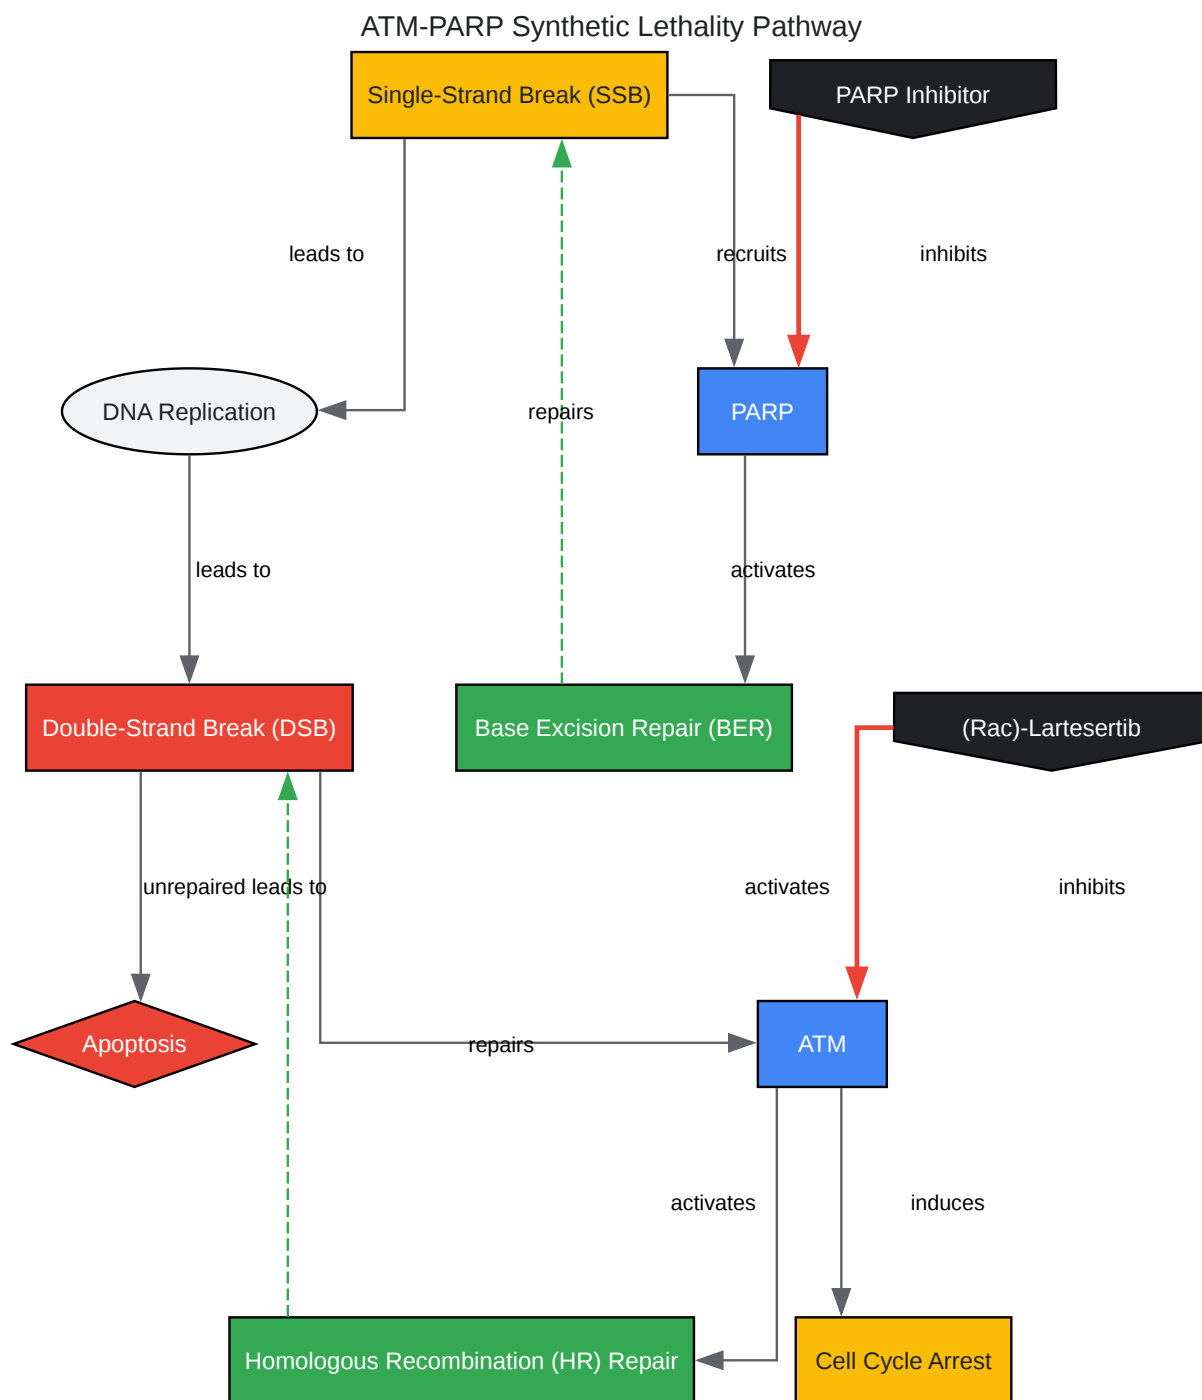 ATM-PARP Synthetic Lethality Pathway
Single-Strand Break (SSB)
PARP Inhibitor
leads to
recruits
inhibits
DNA Replication
repairs
PARP
leads to
activates
Double-Strand Break (DSB)
Base Excision Repair (BER)
(Rac)-Lartesertib
unrepaired leads to
activates
inhibits
Apoptosis
repairs
ATM
activates
induces
Homologous Recombination (HR) Repair
Cell Cycle Arrest